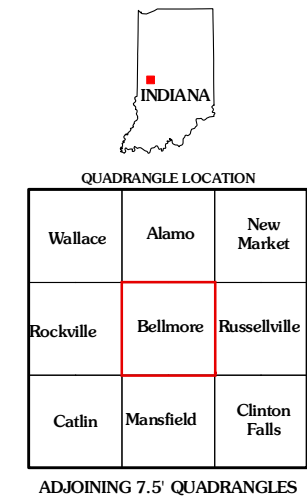 INDIANA
QUADRANGLE LOCATION
Wallace
Alamo
New
Market
Rockville
Bellmore
Russellville
Catlin
Mansfield
Clinton
Falls
ADJOINING 7.5' QUADRANGLES